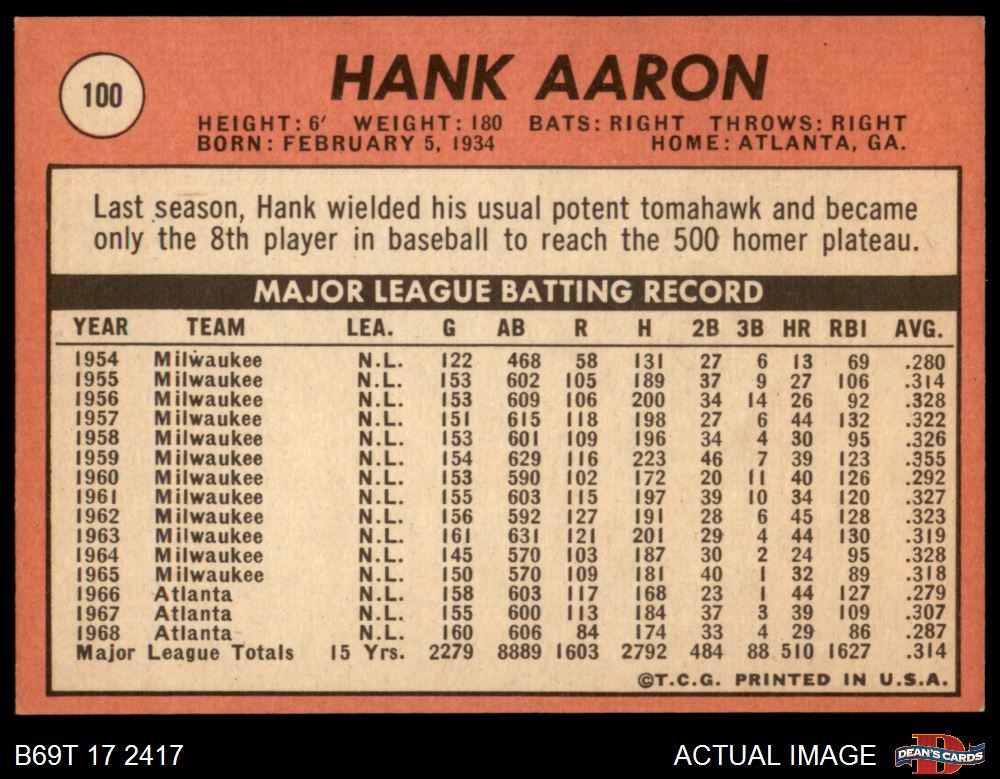 100
HANK AARON
HEIGHT: 6' WEIGHT: 180 BATS: RIGHT THROWS: RIGHT
BORN: FEBRUARY 5, 1934 HOME: ATLANTA, GA.
Last season, Hank wielded his usual potent tomahawk and became
only the 8th player in baseball to reach the 500 homer plateau.
MAJOR LEAGUE BATTING RECORD
YEAR TEAM LEA. G AB R H 2B 3B HR RBI AVG.
1954 Milwaukee N.L. 122 468 58 131 27 6 13 69 .280
1955 Milwaukee N.L. 153 602 105 189 37 9 27 106 .314
1956 Milwaukee N.L. 153 609 106 200 34 14 26 92 .328
1957 Milwaukee N.L. 151 615 118 198 27 6 44 132 .322
1958 Milwaukee N.L. 153 601 109 196 34 4 30 95 .326
1959 Milwaukee N.L. 154 629 116 223 46 7 39 123 .355
1960 Milwaukee N.L. 153 590 102 172 20 11 40 126 .292
1961 Milwaukee N.L. 155 603 115 197 39 10 34 120 .327
1962 Milwaukee N.L. 156 592 127 191 28 6 45 128 .323
1963 Milwaukee N.L. 161 631 121 201 29 4 44 130 .319
1964 Milwaukee N.L. 145 570 103 187 30 2 24 95 .328
1965 Milwaukee N.L. 150 570 109 181 40 1 32 89 .318
1966 Atlanta N.L. 158 603 117 168 23 1 44 127 .279
1967 Atlanta N.L. 155 600 113 184 37 3 39 109 .307
1968 Atlanta N.L. 160 606 84 174 33 4 29 86 .287
Major League Totals 15 Yrs. 2279 8889 1603 2792 484 88 510 1627 .314
©T.C.G. PRINTED IN U.S.A.
B69T 17 2417 ACTUAL IMAGE DEAN'S CARDS